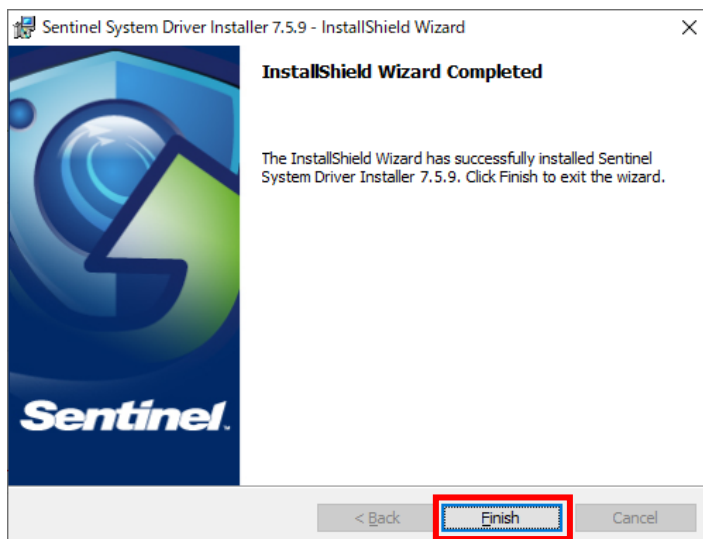 Sentinel System Driver Installer 7.5.9 - InstallShield Wizard
InstallShield Wizard Completed
The InstallShield Wizard has successfully installed Sentinel
System Driver Installer 7.5.9. Click Finish to exit the wizard.
Sentinel™
< Back Finish Cancel